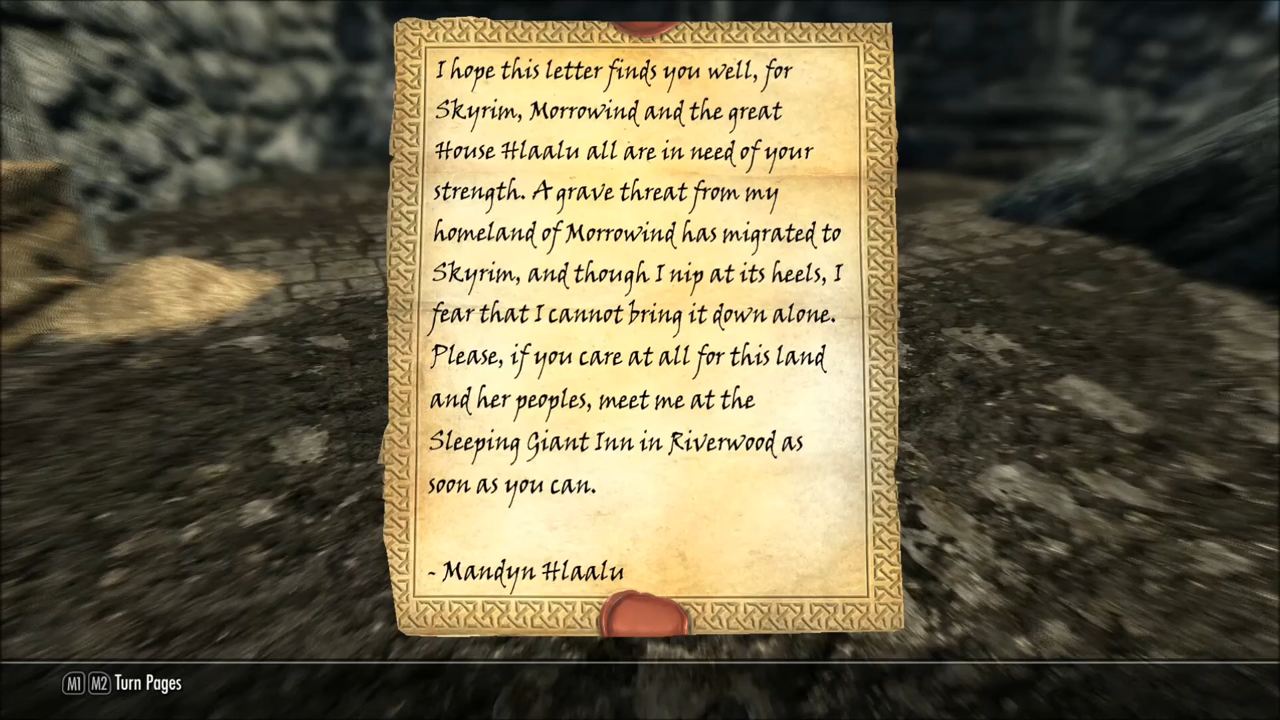 I hope this letter finds you well, for
Skyrim, Morrowind and the great
House Hlaalu all are in need of your
strength. A grave threat from my
homeland of Morrowind has migrated to
Skyrim, and though I nip at its heels, I
fear that I cannot bring it down alone.
Please, if you care at all for this land
and her peoples, meet me at the
Sleeping Giant Inn in Riverwood as
soon as you can.
- Mandyn Hlaalu
M1 M2 Turn Pages